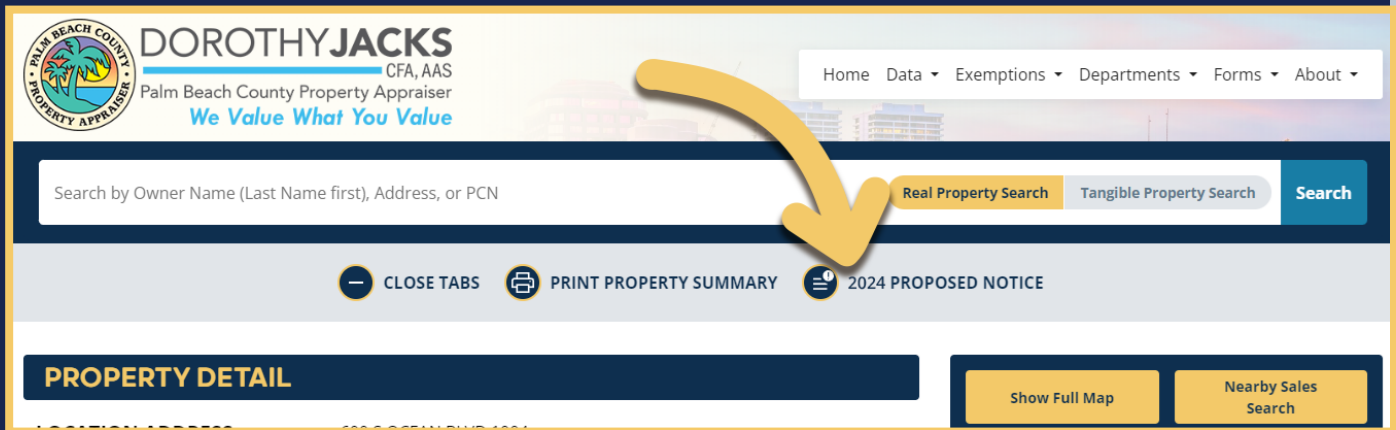 PALM BEACH COUNTY
PROPERTY APPRAISER
DOROTHYJACKS
CFA, AAS
Palm Beach County Property Appraiser
We Value What You Value
Home Data Exemptions Departments Forms About
Search by Owner Name (Last Name first), Address, or PCN
Real Property Search Tangible Property Search Search
CLOSE TABS PRINT PROPERTY SUMMARY 2024 PROPOSED NOTICE
PROPERTY DETAIL
Show Full Map
Nearby Sales
Search
LOCATION ADDRESS